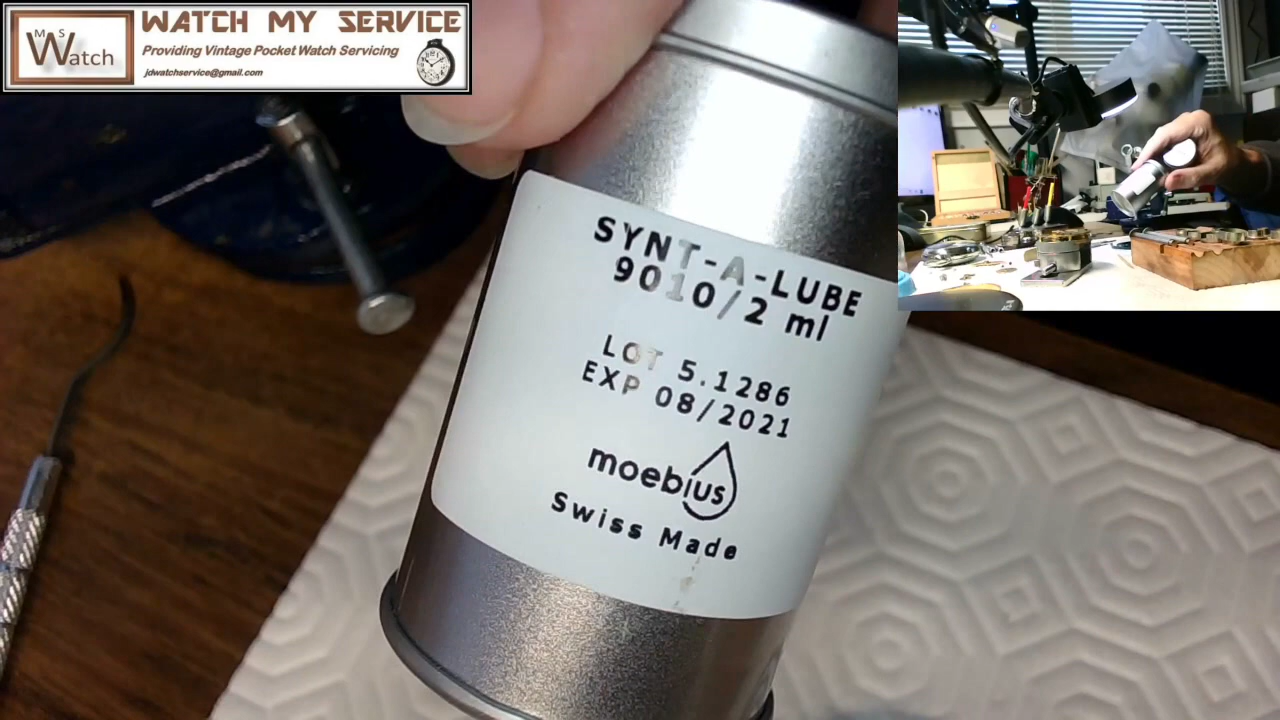 WATCH MY SERVICE
M S
Watch
Providing Vintage Pocket Watch Servicing
jdwatchservice@gmail.com
SYNT-A-LUBE
9010/2 ml
LOT 5.1286
EXP 08/2021
moebius
Swiss Made